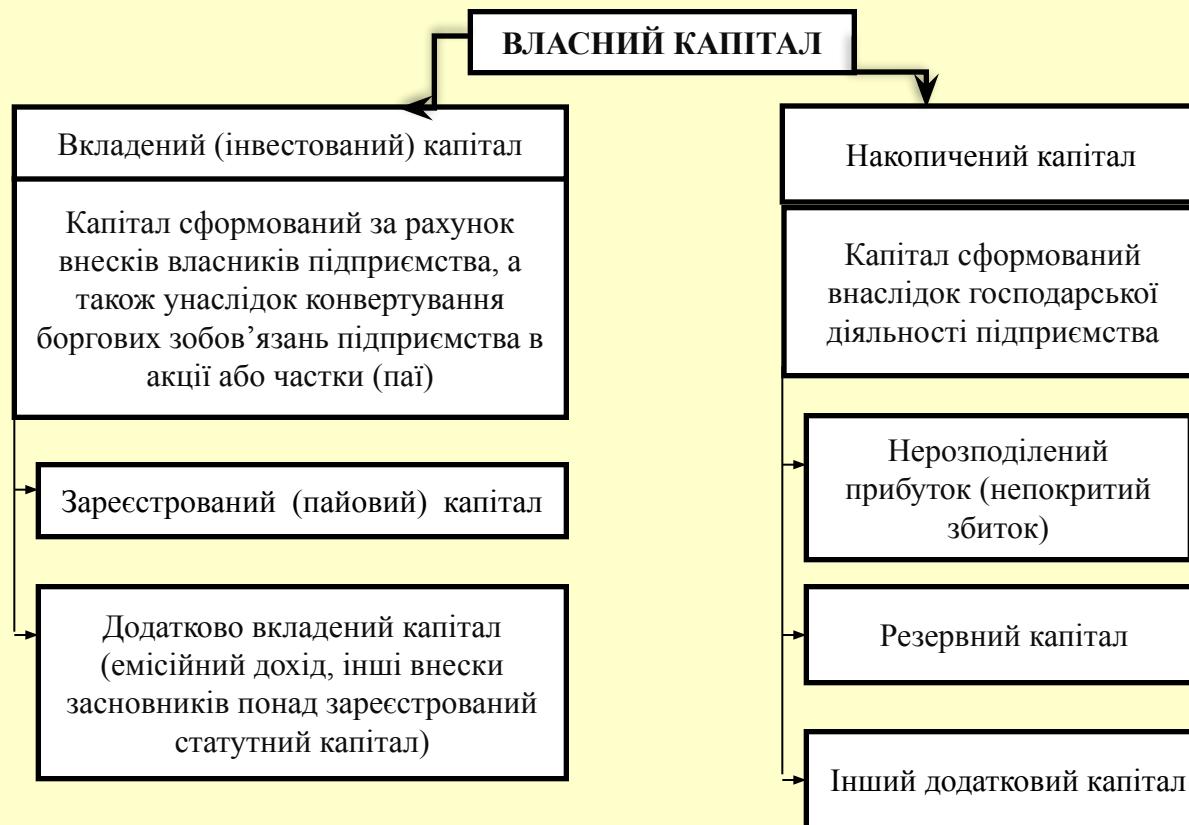 ВЛАСНИЙ КАПІТАЛ
Вкладений (інвестований) капітал
Капітал сформований за рахунок
внесків власників підприємства, а
також унаслідок конвертування
боргових зобов’язань підприємства в
акції або частки (паї)
Зареєстрований (пайовий) капітал
Додатково вкладений капітал
(емісійний дохід, інші внески
засновників понад зареєстрований
статутний капітал)
Накопичений капітал
Капітал сформований
внаслідок господарської
діяльності підприємства
Нерозподілений
прибуток (непокритий
збиток)
Резервний капітал
Інший додатковий капітал